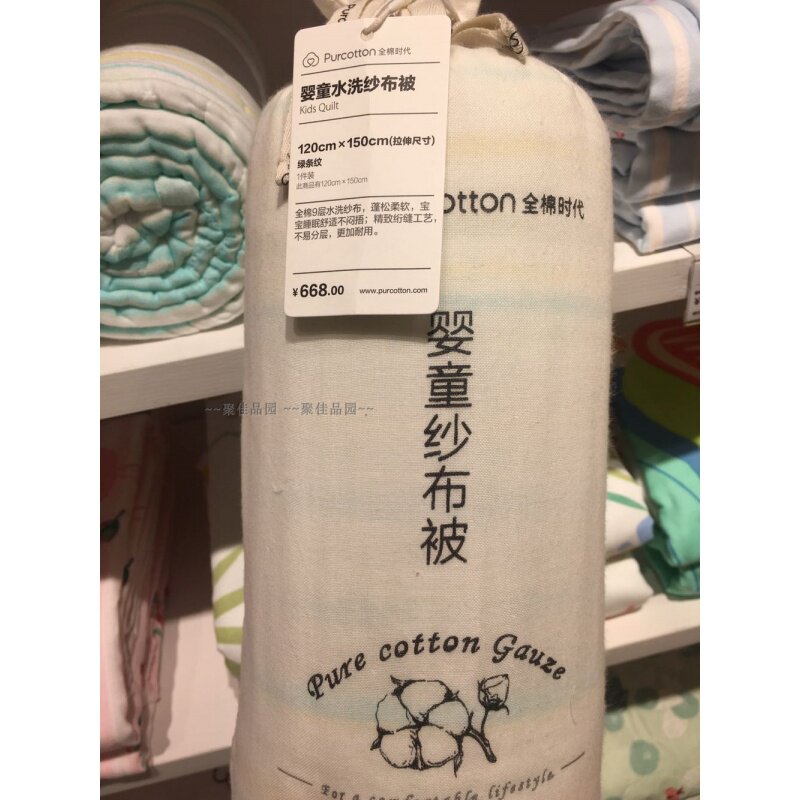 Purcotton 全棉时代
婴童水洗纱布被
Kids Quilt
120cm×150cm(拉伸尺寸)
绿条纹
1件装
此商品有120cm×150cm
全棉9层水洗纱布，蓬松柔软，宝
宝睡眠舒适不闷捂；精致绗缝工艺，
不易分层，更加耐用。
¥668.00 www.purcotton.com
otton 全棉时代
婴童纱布被
~~聚佳品园 ~~聚佳品园~~
Pure cotton Gauze
For a comfortable lifestyle